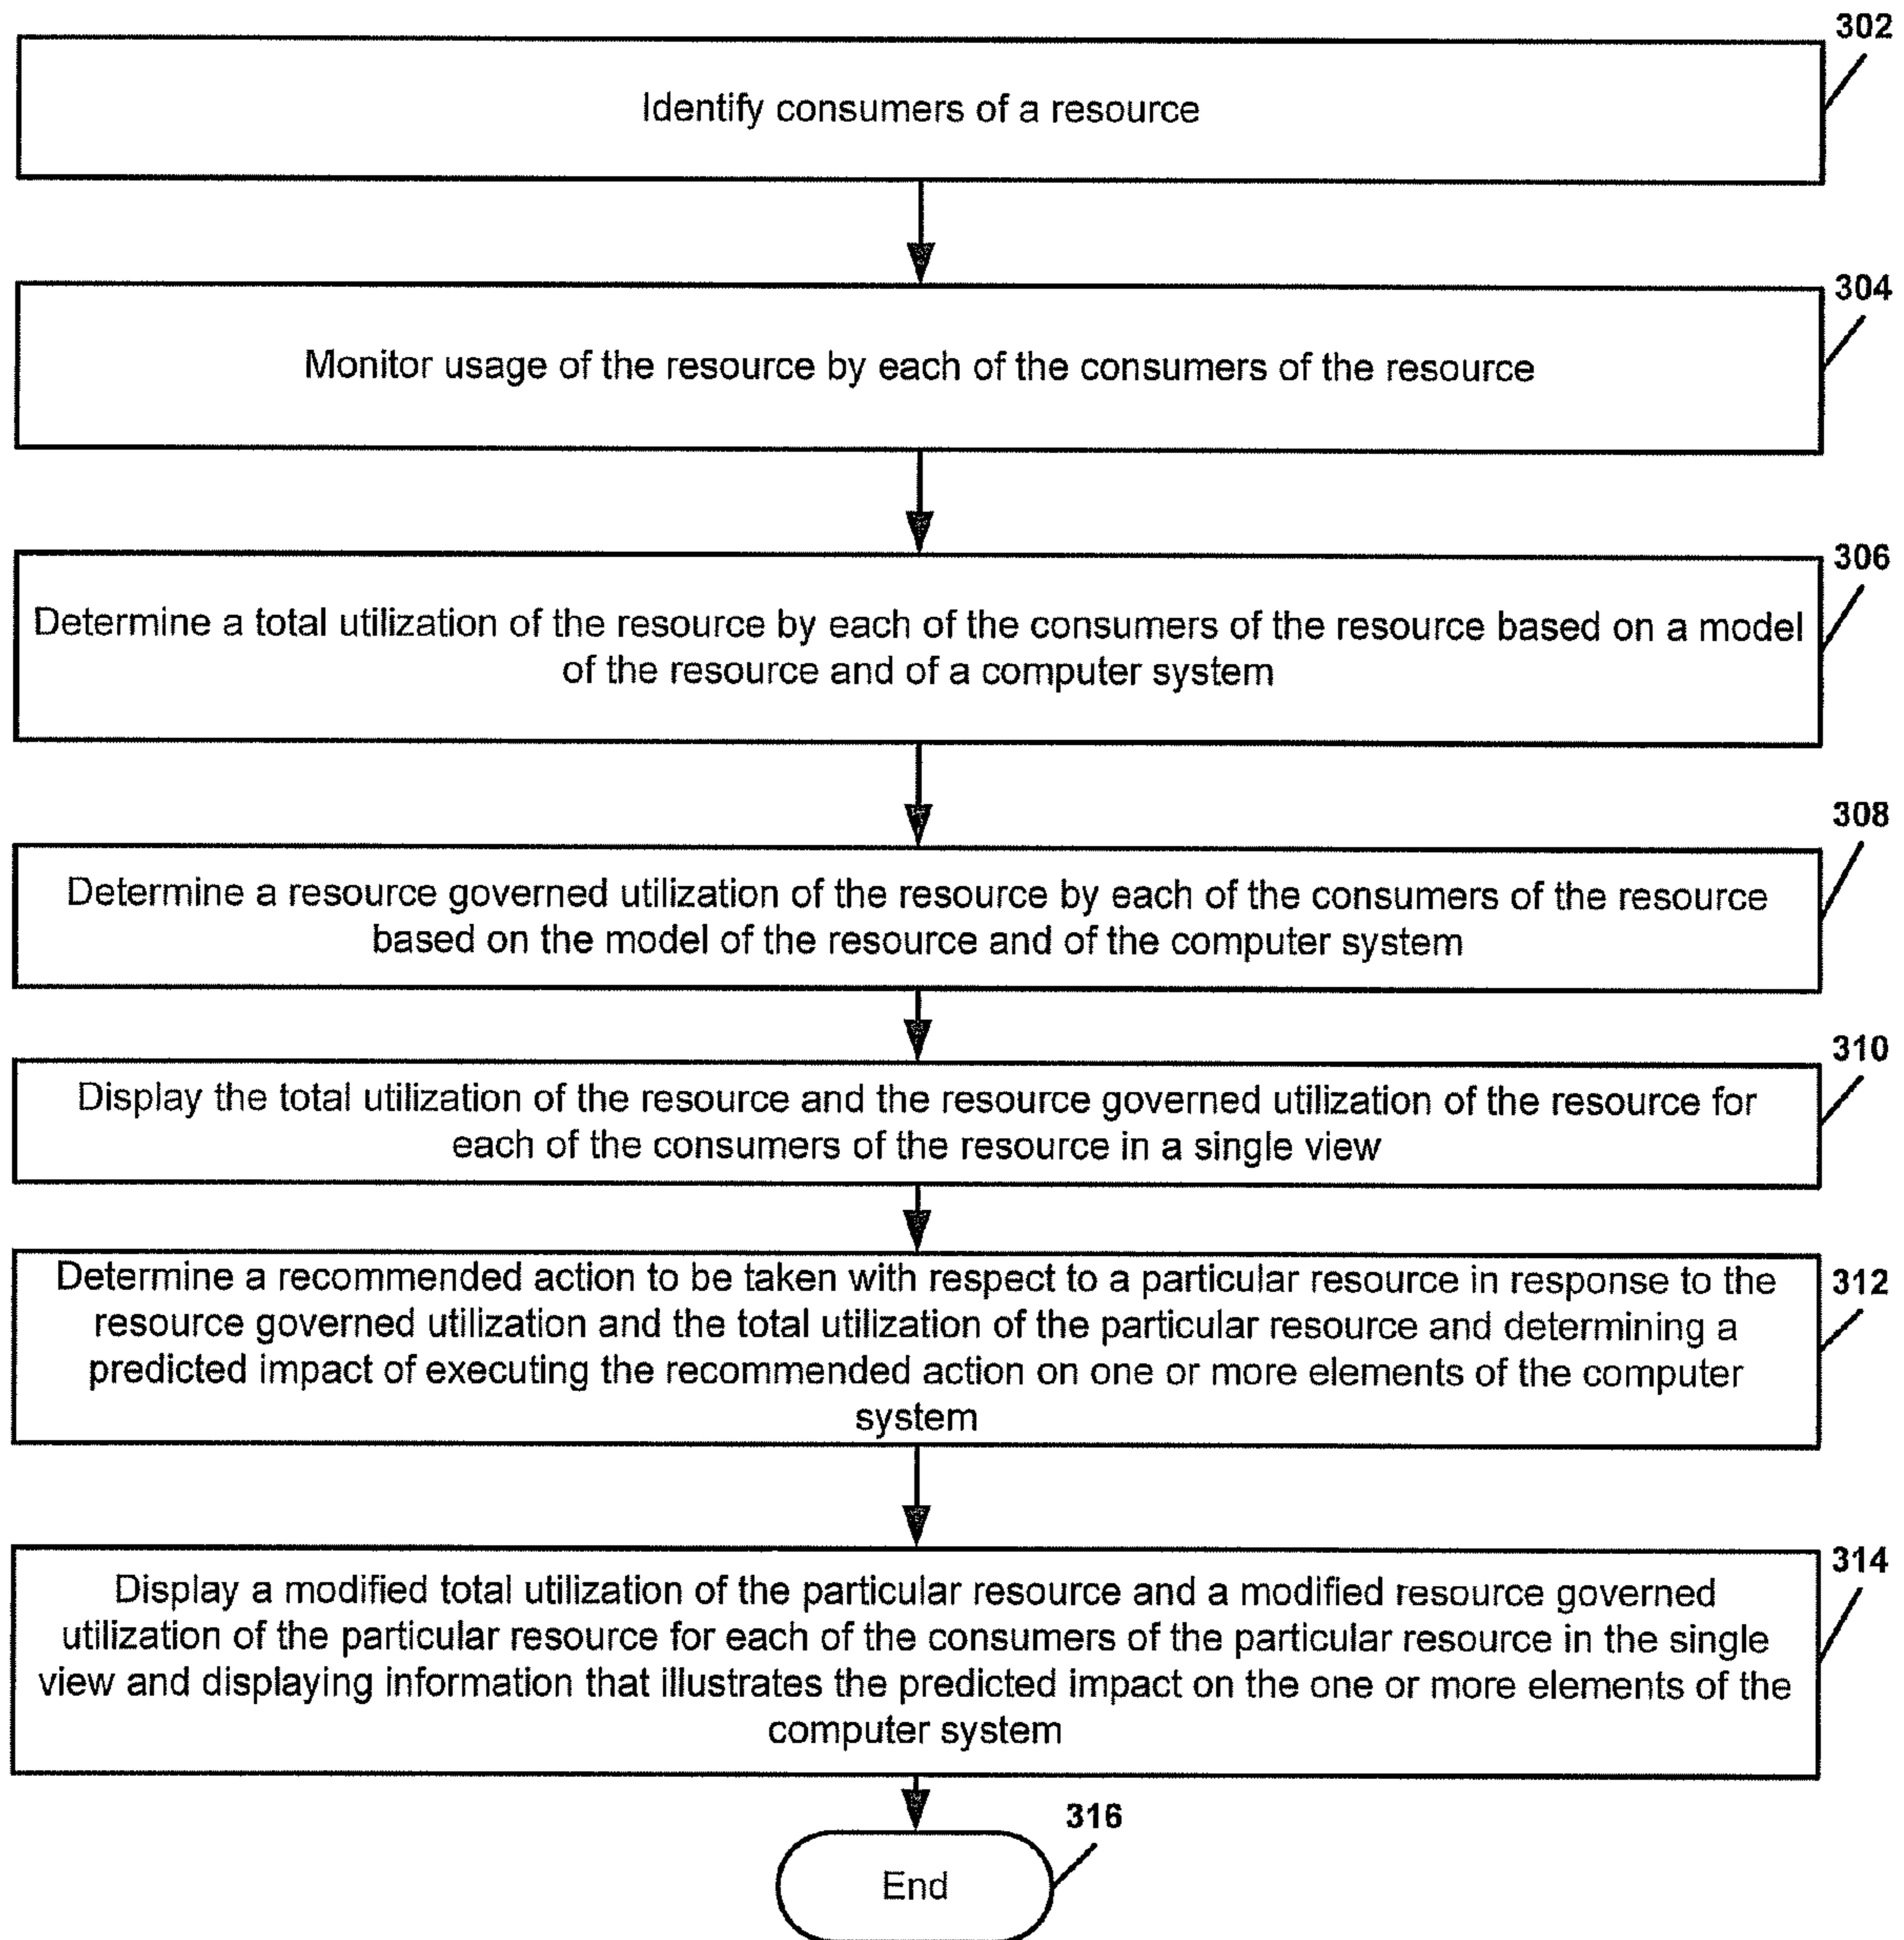 302
Identify consumers of a resource
304
Monitor usage of the resource by each of the consumers of the resource
306
Determine a total utilization of the resource by each of the consumers of the resource based on a model
of the resource and of a computer system
308
Determine a resource governed utilization of the resource by each of the consumers of the resource
based on the model of the resource and of the computer system
310
Display the total utilization of the resource and the resource governed utilization of the resource for
each of the consumers of the resource in a single view
312
Determine a recommended action to be taken with respect to a particular resource in response to the
resource governed utilization and the total utilization of the particular resource and determining a
predicted impact of executing the recommended action on one or more elements of the computer
system
314
Display a modified total utilization of the particular resource and a modified resource governed
utilization of the particular resource for each of the consumers of the particular resource in the single
view and displaying information that illustrates the predicted impact on the one or more elements of the
computer system
316
End